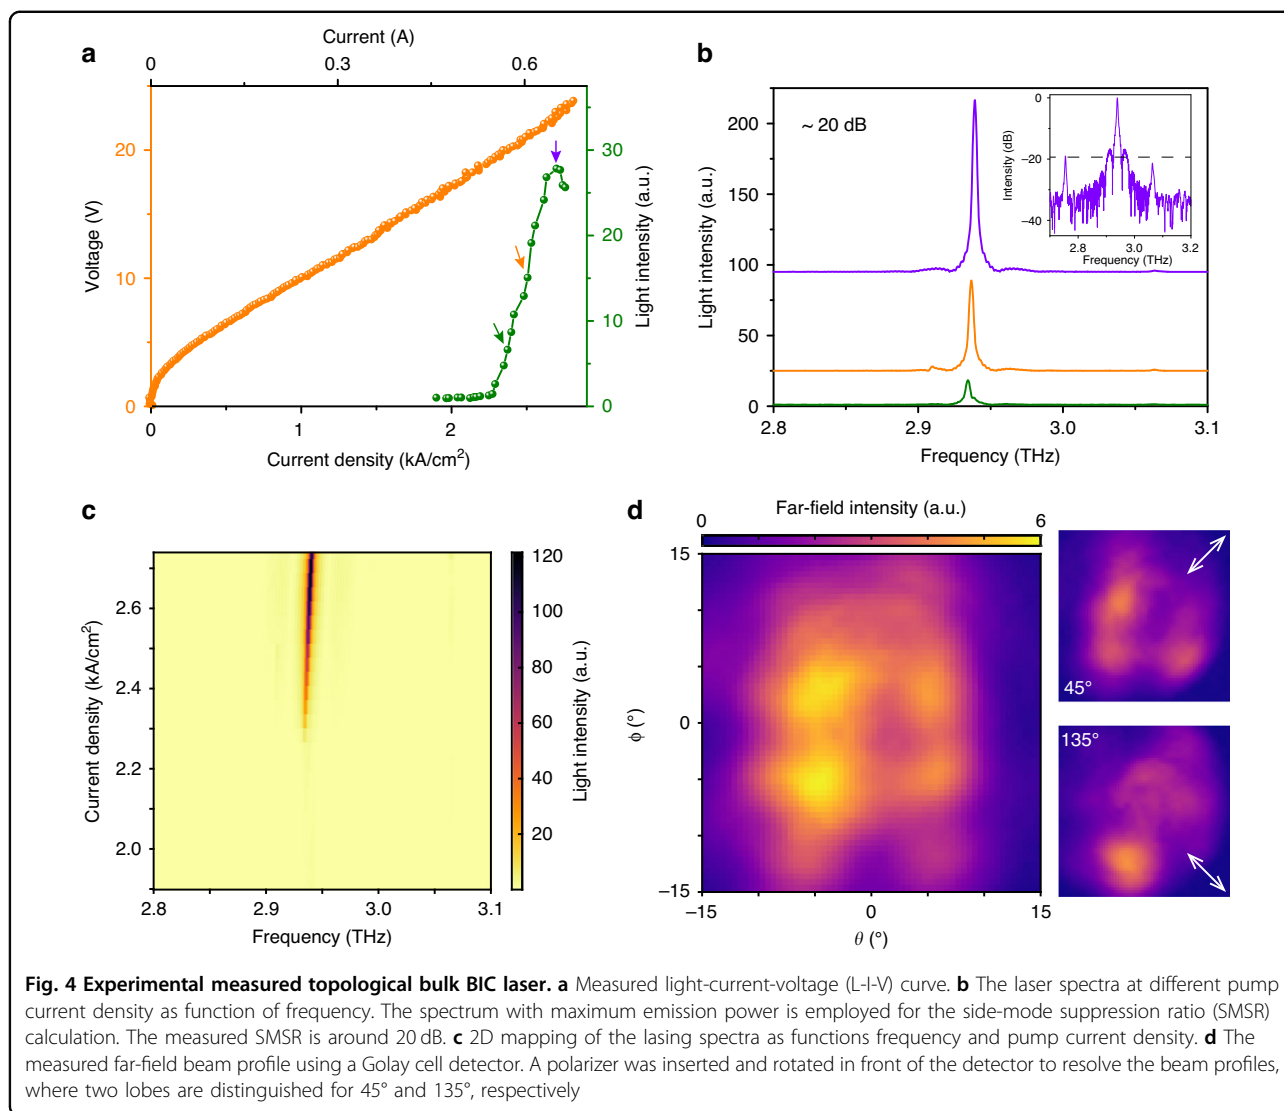 a
Current (A)
0
0.3
0.6
Voltage (V)
20
10
0
30
20
10
0
Light intensity (a.u.)
0
1
2
Current density (kA/cm²)
b
~ 20 dB
Light intensity (a.u.)
200
150
100
50
0
2.8
2.9
3.0
3.1
Frequency (THz)
Intensity (dB)
0
−20
−40
2.8
3.0
3.2
Frequency (THz)
c
Current density (kA/cm²)
2.6
2.4
2.2
2.0
2.8
2.9
3.0
3.1
Frequency (THz)
120
100
80
60
40
20
Light intensity (a.u.)
d
Far-field intensity (a.u.)
0
6
ϕ (°)
15
0
−15
−15
0
15
θ (°)
45°
135°
Fig. 4 Experimental measured topological bulk BIC laser. a Measured light-current-voltage (L-I-V) curve. b The laser spectra at different pump
current density as function of frequency. The spectrum with maximum emission power is employed for the side-mode suppression ratio (SMSR)
calculation. The measured SMSR is around 20 dB. c 2D mapping of the lasing spectra as functions frequency and pump current density. d The
measured far-field beam profile using a Golay cell detector. A polarizer was inserted and rotated in front of the detector to resolve the beam profiles,
where two lobes are distinguished for 45° and 135°, respectively